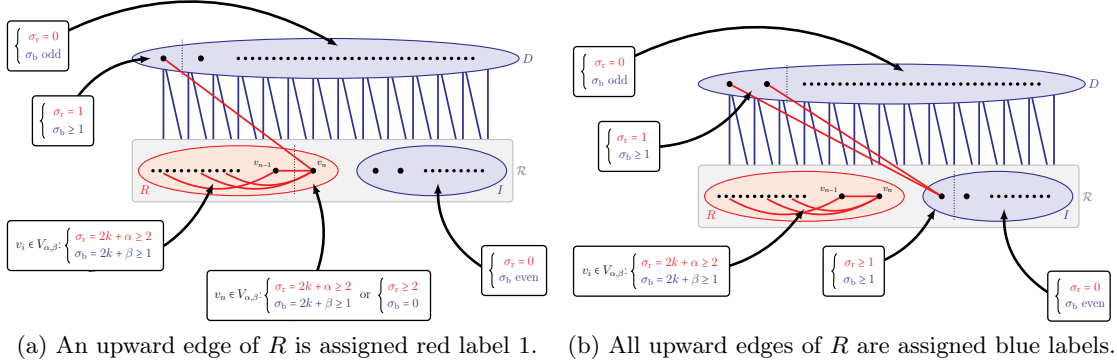 σr = 0
σb odd
D
σr = 1
σb ≥ 1
vn−1
vn
R
I
ℛ
vi ∈ Vα,β: { σr = 2k + α ≥ 2
σb = 2k + β ≥ 1
vn ∈ Vα,β: { σr = 2k + α ≥ 2 or { σr ≥ 2
σb = 2k + β ≥ 1 σb = 0
σr = 0
σb even
(a) An upward edge of R is assigned red label 1.
σr = 0
σb odd
D
σr = 1
σb ≥ 1
vn−1
vn
R
I
ℛ
vi ∈ Vα,β: { σr = 2k + α ≥ 2
σb = 2k + β ≥ 1
σr ≥ 1
σb ≥ 1
σr = 0
σb even
(b) All upward edges of R are assigned blue labels.